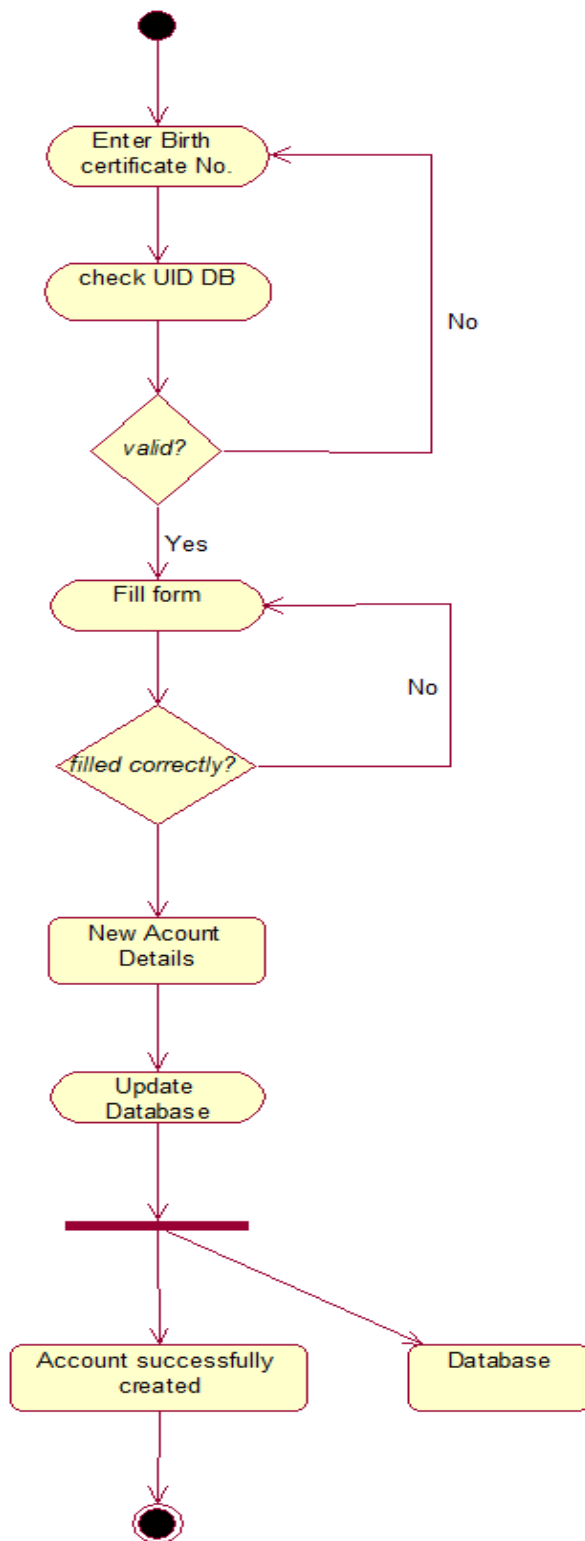 Enter Birth
certificate No.
check UID DB
No
valid?
Yes
Fill form
No
filled correctly?
New Acount
Details
Update
Database
Account successfully
created
Database